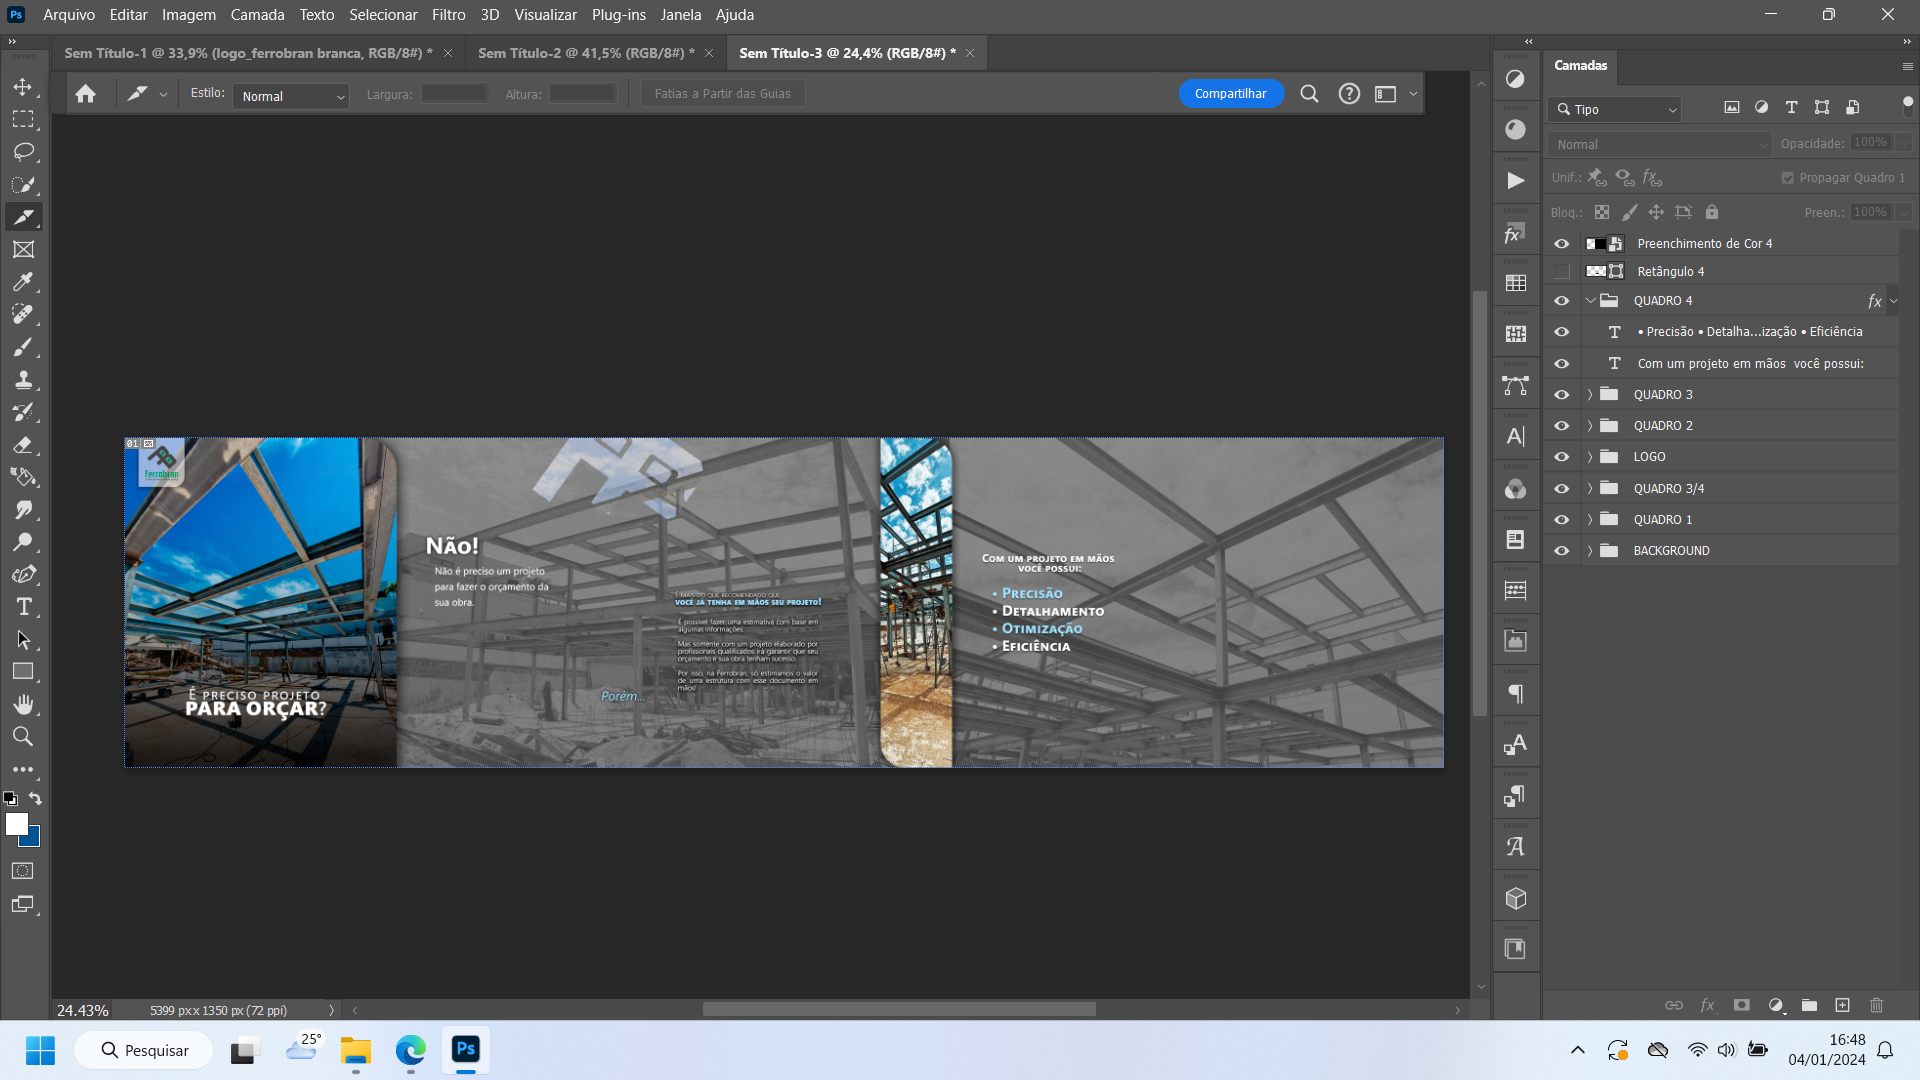 Ps
Arquivo Editar Imagem Camada Texto Selecionar Filtro 3D Visualizar Plug-ins Janela Ajuda
Sem Título-1 @ 33,9% (logo_ferrobran branca, RGB/8#) *
Sem Título-2 @ 41,5% (RGB/8#) *
Sem Título-3 @ 24,4% (RGB/8#) *
Estilo: Normal
Largura:
Altura:
Fatias a Partir das Guias
Compartilhar
Camadas
Tipo
Normal
Opacidade: 100%
Unif.:
Propagar Quadro 1
Bloq.:
Preen.: 100%
Preenchimento de Cor 4
Retângulo 4
QUADRO 4
fx
• Precisão • Detalha...ização • Eficiência
Com um projeto em mãos você possui:
QUADRO 3
QUADRO 2
LOGO
QUADRO 3/4
QUADRO 1
BACKGROUND
01
Ferrobran
É PRECISO PROJETO
PARA ORÇAR?
NÃO!
Não é preciso um projeto
para fazer o orçamento da
sua obra.
Porém...
É MAIS DO QUE RECOMENDADO QUE
VOCÊ JÁ TENHA EM MÃOS SEU PROJETO!
É possível fazer uma estimativa com base em
algumas informações.
Mas somente com um projeto elaborado por
profissionais qualificados irá garantir que seu
orçamento e sua obra tenham sucesso.
Por isso, na Ferrobran, só estimamos o valor
de uma estrutura com esse documento em
mãos!
COM UM PROJETO EM MÃOS
VOCÊ POSSUI:
• PRECISÃO
• DETALHAMENTO
• OTIMIZAÇÃO
• EFICIÊNCIA
24.43%
5399 px x 1350 px (72 ppi)
Pesquisar
25°
Ps
16:48
04/01/2024